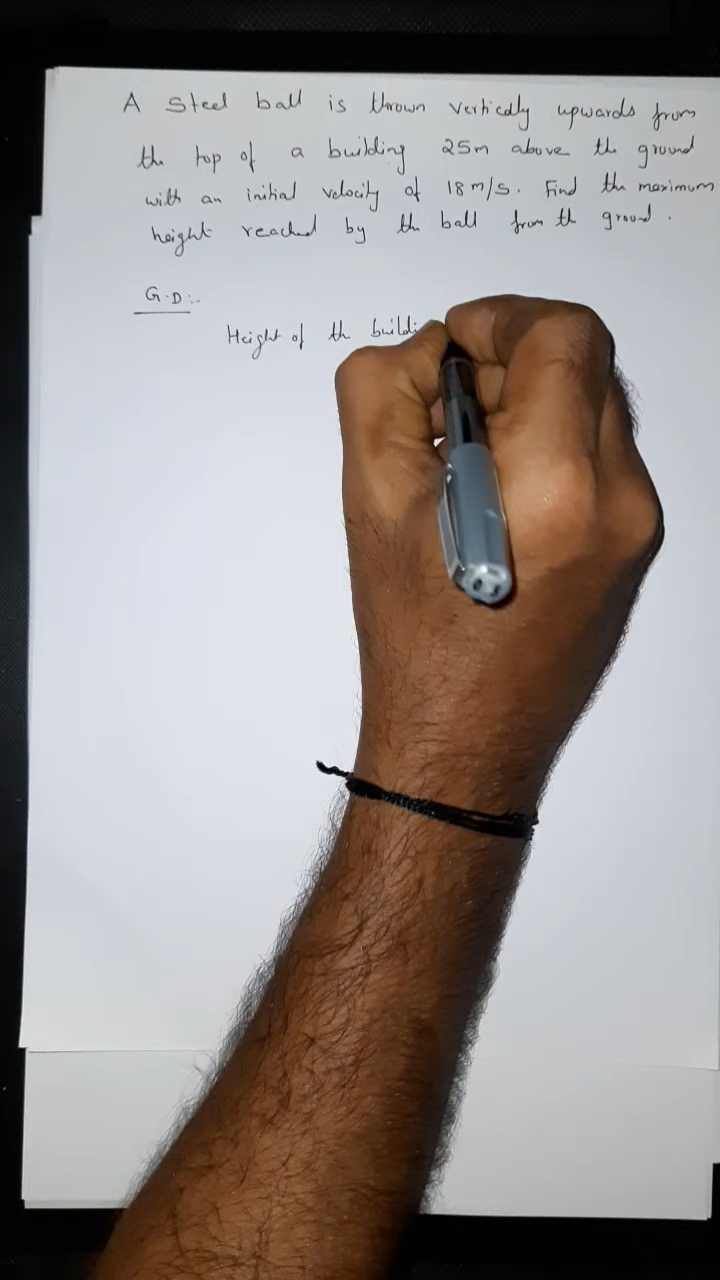 A Steel ball is thrown vertically upwards from
the top of a building 25m above the ground
with an initial velocity of 18 m/s. Find the maximum
height reached by the ball from the ground.
G.D:-
Height of the buildi